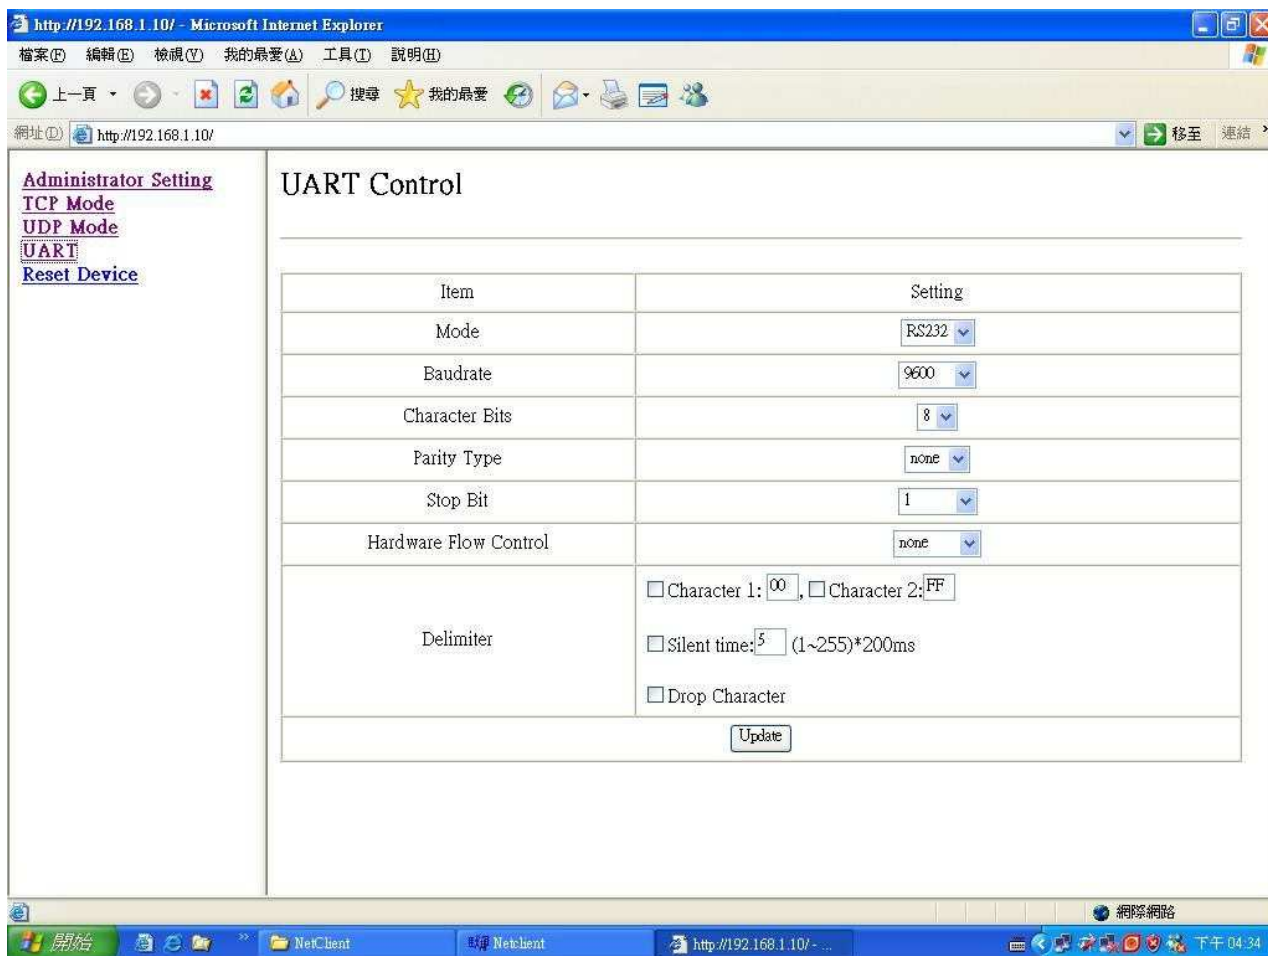 http://192.168.1.10/ - Microsoft Internet Explorer
檔案(F) 編輯(E) 檢視(V) 我的最愛(A) 工具(T) 說明(H)
上一頁 搜尋 我的最愛
網址(D) http://192.168.1.10/ 移至 連結 »
Administrator Setting
TCP Mode
UDP Mode
UART
Reset Device
UART Control
Item Setting
Mode RS232
Baudrate 9600
Character Bits 8
Parity Type none
Stop Bit 1
Hardware Flow Control none
Delimiter
Character 1: 00 , Character 2: FF
Silent time: 5 (1~255)*200ms
Drop Character
Update
網際網路
開始 » NetClient Netclient http://192.168.1.10/ - ... 下午 04:34